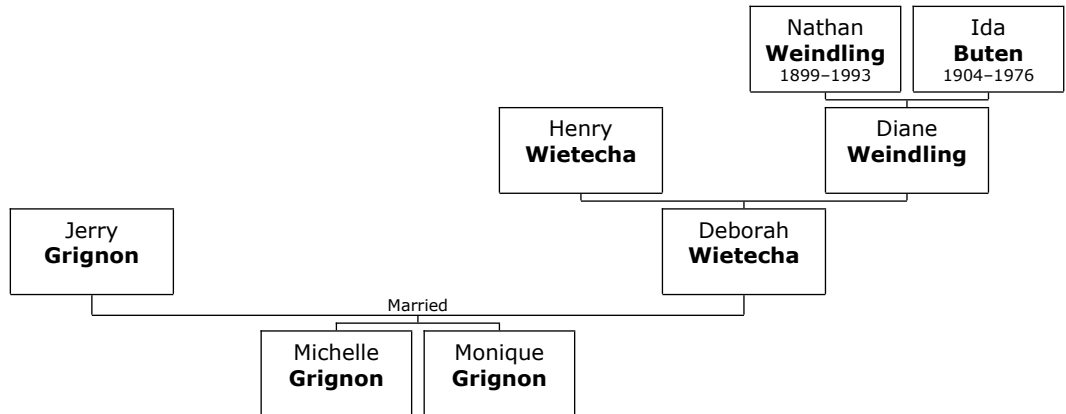 Nathan
Weindling
1899–1993
Ida
Buten
1904–1976
Henry
Wietecha
Diane
Weindling
Jerry
Grignon
Deborah
Wietecha
Married
Michelle
Grignon
Monique
Grignon